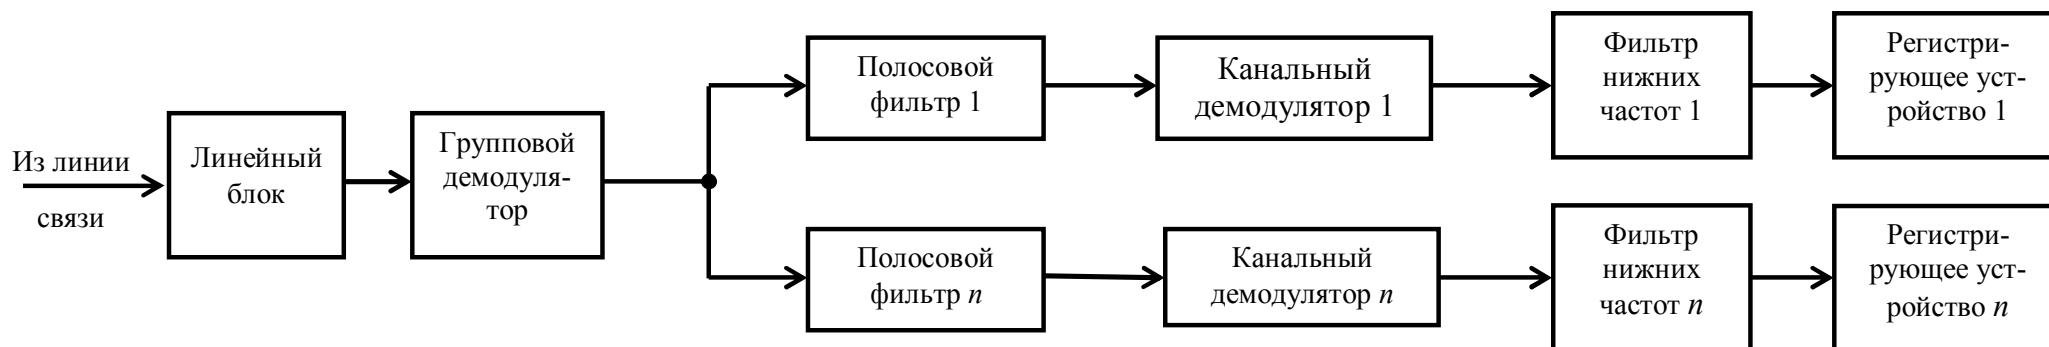 Из линии
связи
Линейный
блок
Групповой
демодуля-
тор
Полосовой
фильтр 1
Канальный
демодулятор 1
Фильтр
нижних
частот 1
Регистри-
рующее уст-
ройство 1
Полосовой
фильтр n
Канальный
демодулятор n
Фильтр
нижних
частот n
Регистри-
рующее уст-
ройство n